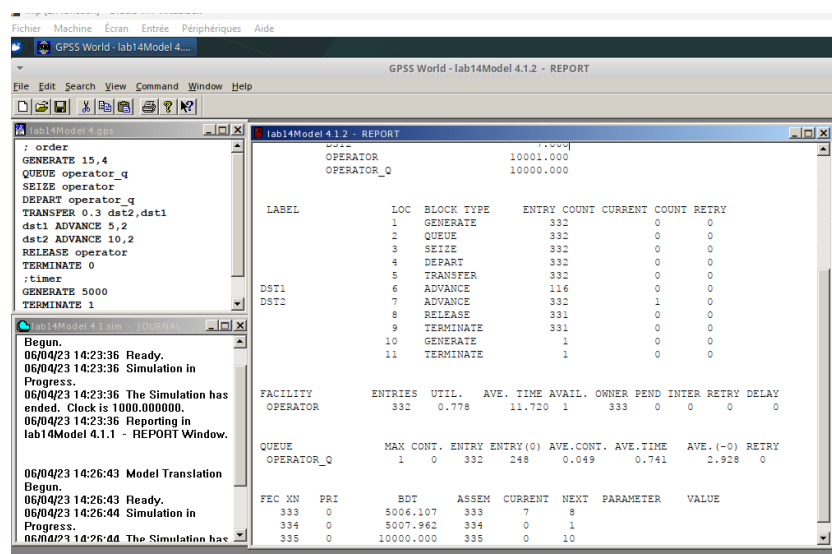 Fichier Machine Écran Entrée Périphériques Aide
GPSS World - lab14Model 4....
GPSS World - lab14Model 4.1.2 - REPORT
File Edit Search View Command Window Help
lab14Model 4.gps
; order
GENERATE 15,4
QUEUE operator_q
SEIZE operator
DEPART operator_q
TRANSFER 0.3 dst2,dst1
dst1 ADVANCE 5,2
dst2 ADVANCE 10,2
RELEASE operator
TERMINATE 0
;timer
GENERATE 5000
TERMINATE 1
lab14Model 4.1.sim - JOURNAL
Begun.
06/04/23 14:23:36 Ready.
06/04/23 14:23:36 Simulation in
Progress.
06/04/23 14:23:36 The Simulation has
ended. Clock is 1000.000000.
06/04/23 14:23:36 Reporting in
lab14Model 4.1.1 - REPORT Window.
06/04/23 14:26:43 Model Translation
Begun.
06/04/23 14:26:43 Ready.
06/04/23 14:26:44 Simulation in
Progress.
06/04/23 14:26:44 The Simulation has
lab14Model 4.1.2 - REPORT
DST2 7.000
OPERATOR 10001.000
OPERATOR_Q 10000.000
LABEL LOC BLOCK TYPE ENTRY COUNT CURRENT COUNT RETRY
1 GENERATE 332 0 0
2 QUEUE 332 0 0
3 SEIZE 332 0 0
4 DEPART 332 0 0
5 TRANSFER 332 0 0
DST1 6 ADVANCE 116 0 0
DST2 7 ADVANCE 332 1 0
8 RELEASE 331 0 0
9 TERMINATE 331 0 0
10 GENERATE 1 0 0
11 TERMINATE 1 0 0
FACILITY ENTRIES UTIL. AVE. TIME AVAIL. OWNER PEND INTER RETRY DELAY
OPERATOR 332 0.778 11.720 1 333 0 0 0 0
QUEUE MAX CONT. ENTRY ENTRY(0) AVE.CONT. AVE.TIME AVE.(-0) RETRY
OPERATOR_Q 1 0 332 248 0.049 0.741 2.928 0
FEC XN PRI BDT ASSEM CURRENT NEXT PARAMETER VALUE
333 0 5006.107 333 7 8
334 0 5007.962 334 0 1
335 0 10000.000 335 0 10